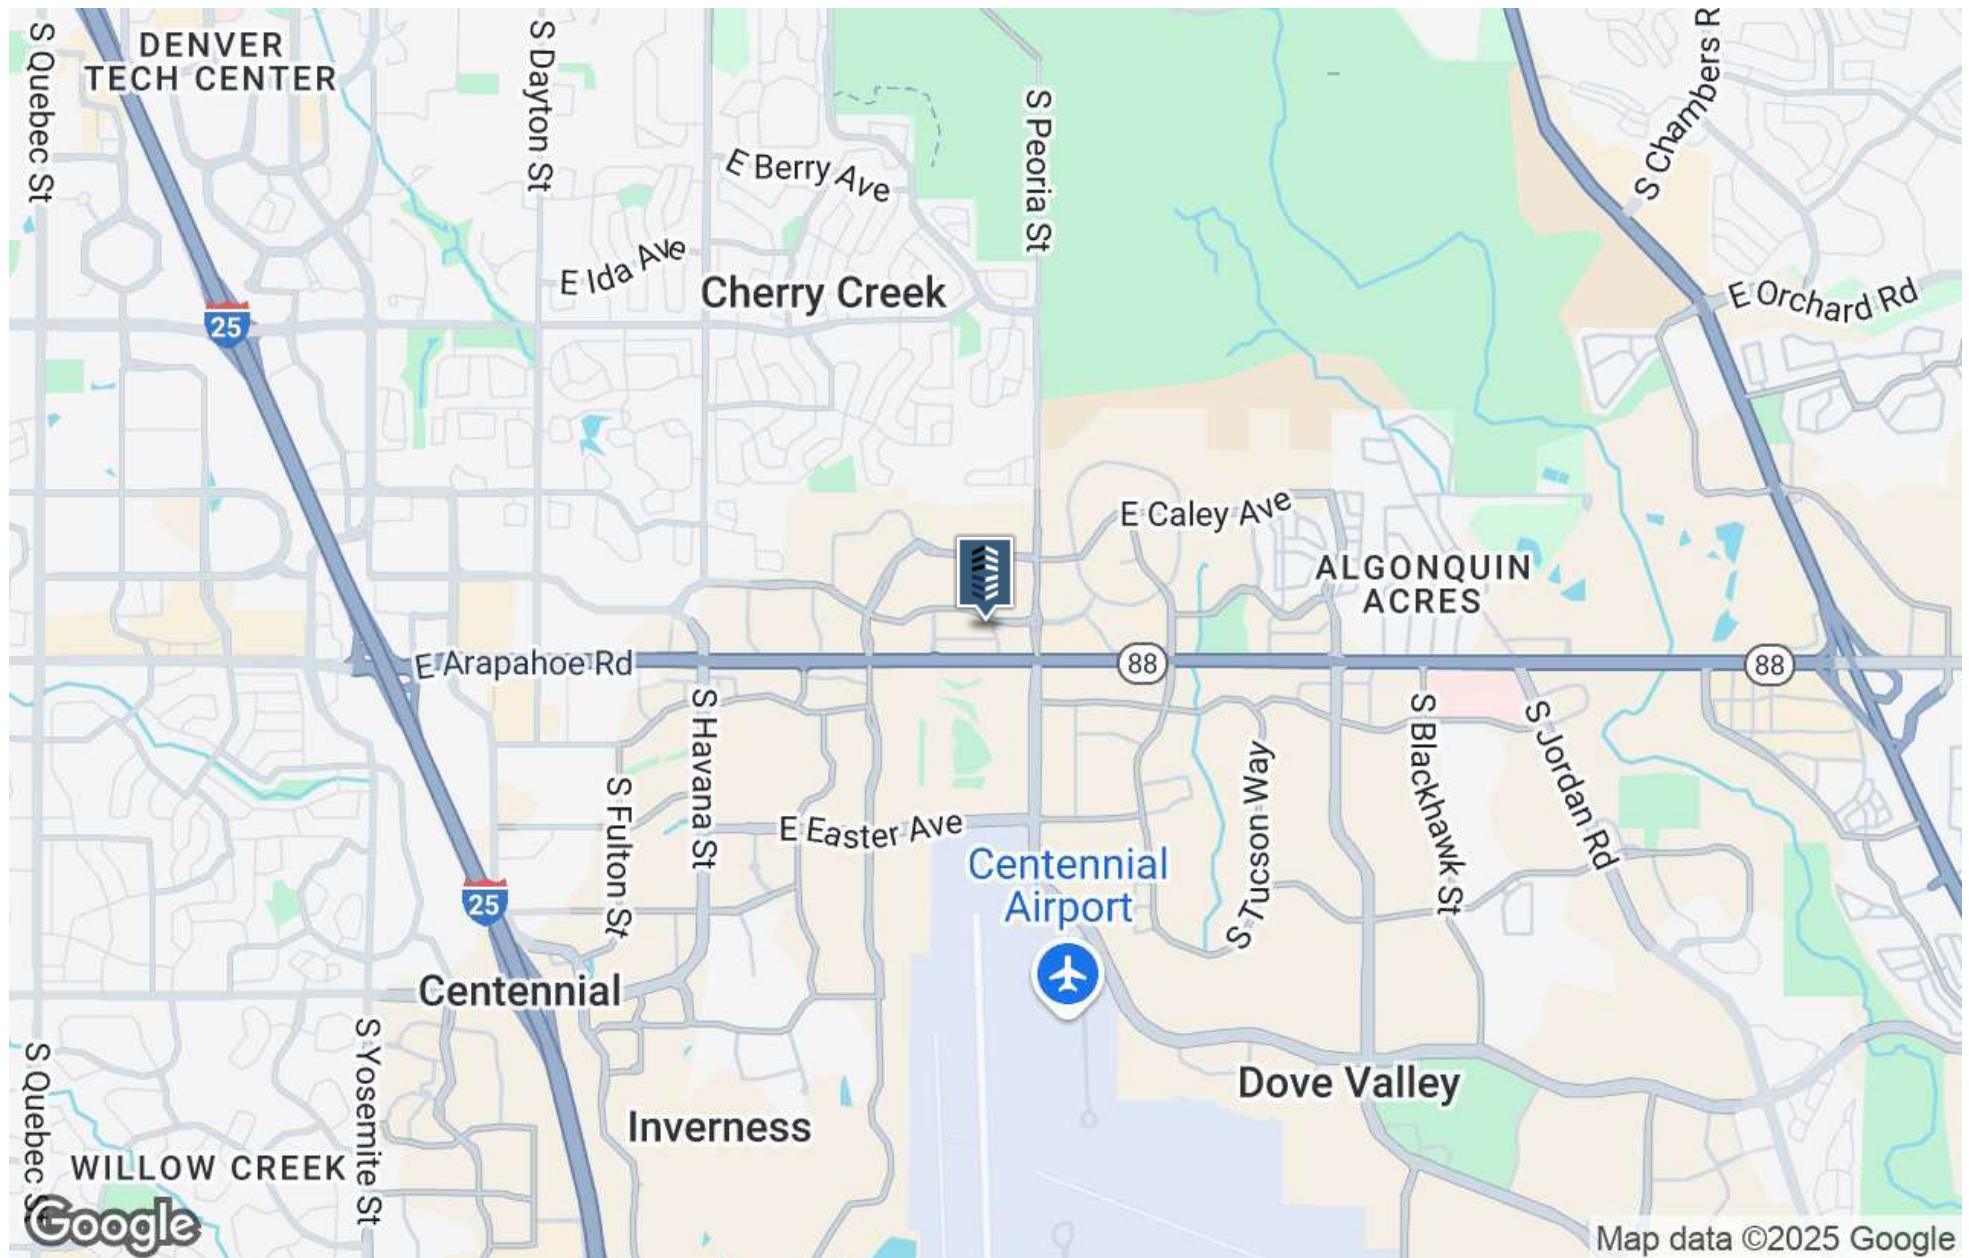 S Quebec St
DENVER
TECH CENTER
S Dayton St
S Peoria St
S Chambers R
E Berry Ave
E Ida Ave
Cherry Creek
E Orchard Rd
25
E Caley Ave
ALGONQUIN
ACRES
E Arapahoe Rd
88
88
S Havana St
S Fulton St
E Easter Ave
S Tucson Way
S Blackhawk St
S Jordan Rd
Centennial
Airport
25
Centennial
S Yosemite St
S Quebec St
Dove Valley
Inverness
WILLOW CREEK
Google
Map data ©2025 Google